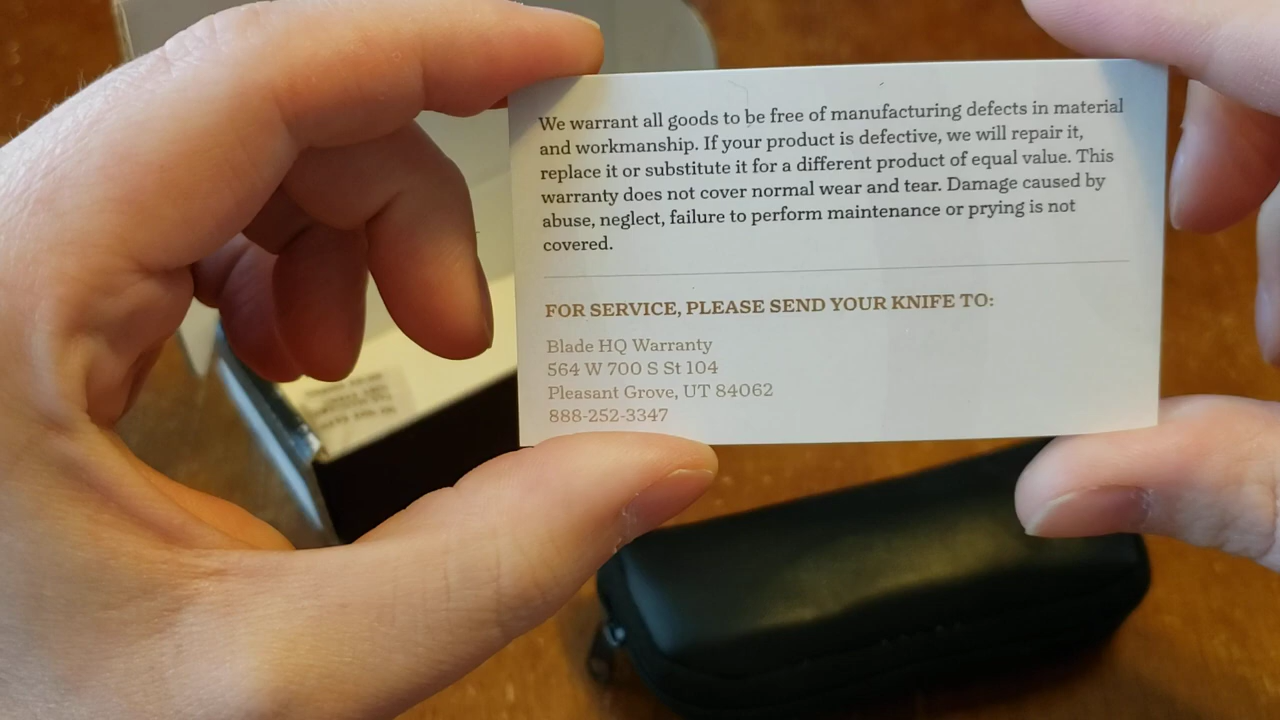 We warrant all goods to be free of manufacturing defects in material
and workmanship. If your product is defective, we will repair it,
replace it or substitute it for a different product of equal value. This
warranty does not cover normal wear and tear. Damage caused by
abuse, neglect, failure to perform maintenance or prying is not
covered.
FOR SERVICE, PLEASE SEND YOUR KNIFE TO:
Blade HQ Warranty
564 W 700 S St 104
Pleasant Grove, UT 84062
888-252-3347